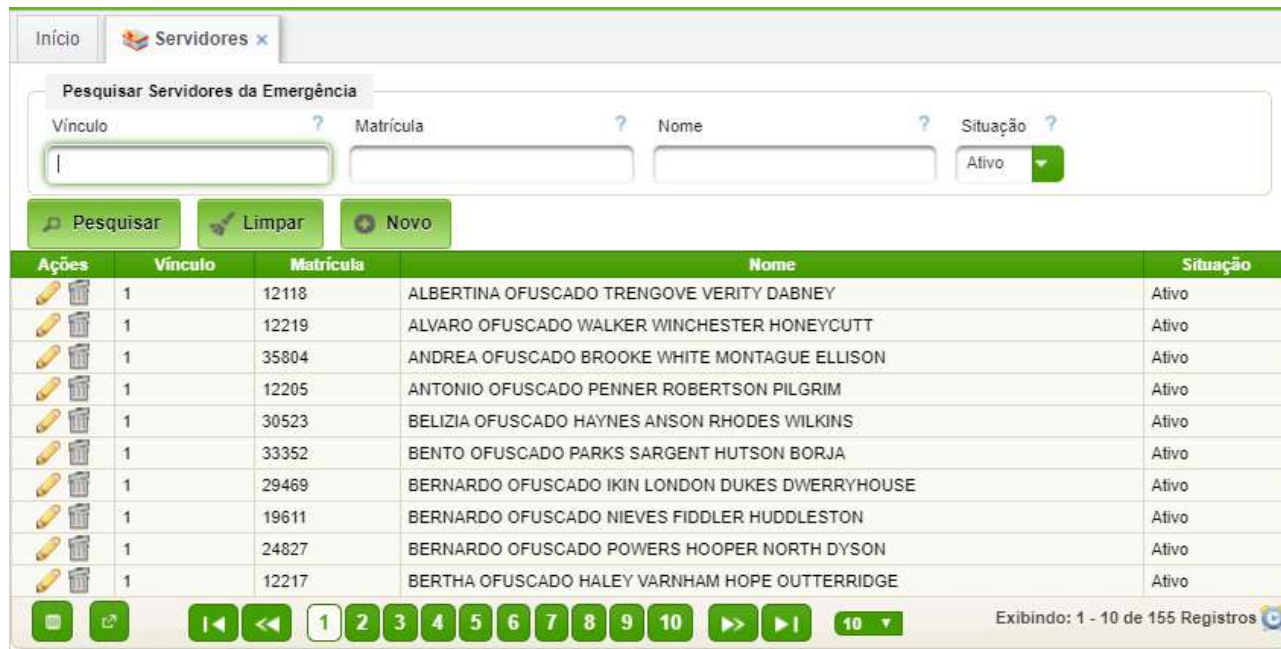 Início Servidores ×
Pesquisar Servidores da Emergência
Vínculo ? Matrícula ? Nome ? Situação ?
Ativo
Pesquisar Limpar Novo
Ações Vínculo Matrícula Nome Situação
1 12118 ALBERTINA OFUSCADO TRENGOVE VERITY DABNEY Ativo
1 12219 ALVARO OFUSCADO WALKER WINCHESTER HONEYCUTT Ativo
1 35804 ANDREA OFUSCADO BROOKE WHITE MONTAGUE ELLISON Ativo
1 12205 ANTONIO OFUSCADO PENNER ROBERTSON PILGRIM Ativo
1 30523 BELIZIA OFUSCADO HAYNES ANSON RHODES WILKINS Ativo
1 33352 BENTO OFUSCADO PARKS SARGENT HUTSON BORJA Ativo
1 29469 BERNARDO OFUSCADO IKIN LONDON DUKES DWERRYHOUSE Ativo
1 19611 BERNARDO OFUSCADO NIEVES FIDDLER HUDDLESTON Ativo
1 24827 BERNARDO OFUSCADO POWERS HOOPER NORTH DYSON Ativo
1 12217 BERTHA OFUSCADO HALEY VARNHAM HOPE OUTTERRIDGE Ativo
1 2 3 4 5 6 7 8 9 10 10 Exibindo: 1 - 10 de 155 Registros